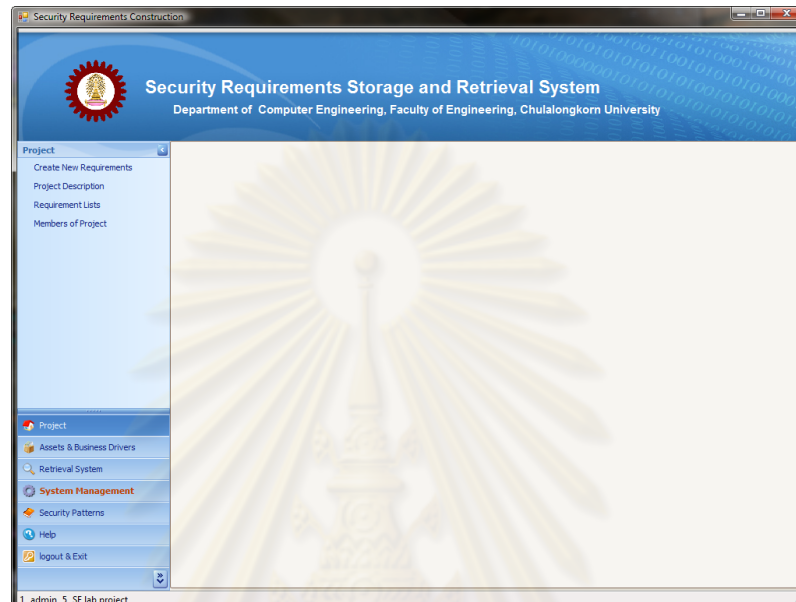 Security Requirements Construction
Security Requirements Storage and Retrieval System
Department of Computer Engineering, Faculty of Engineering, Chulalongkorn University
Project
Create New Requirements
Project Description
Requirement Lists
Members of Project
Project
Assets & Business Drivers
Retrieval System
System Management
Security Patterns
Help
logout & Exit
1, admin, 5, SE lab project